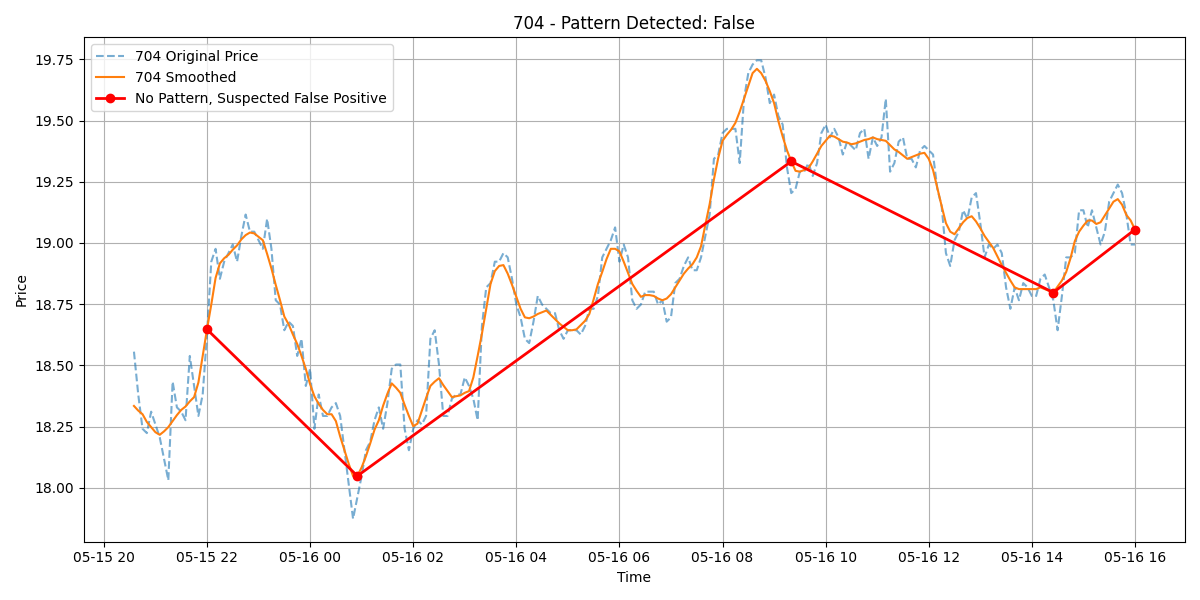 704 - Pattern Detected: False
704 Original Price
704 Smoothed
No Pattern, Suspected False Positive
Price
19.75
19.50
19.25
19.00
18.75
18.50
18.25
18.00
05-15 20 05-15 22 05-16 00 05-16 02 05-16 04 05-16 06 05-16 08 05-16 10 05-16 12 05-16 14 05-16 16
Time